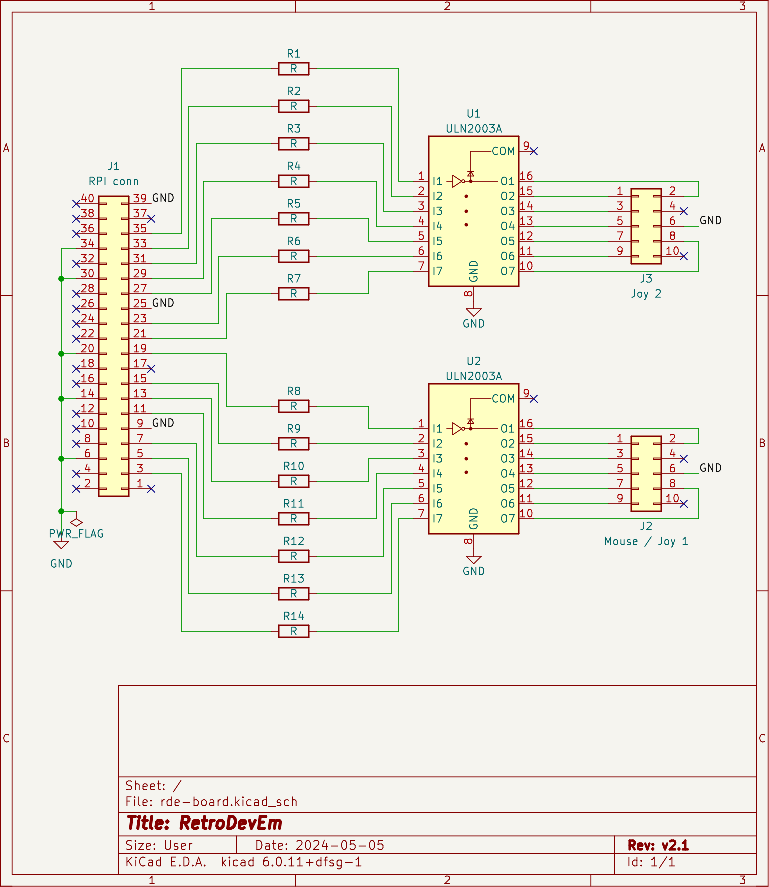 1 2 3
R1
R
R2
R
U1
ULN2003A
R3
R
A A
9
COM
J1
RPI conn
R4
R
1 I1 O1 16
2 I2 O2 15
3 I3 O3 14
4 I4 O4 13
5 I5 O5 12
6 I6 O6 11
7 I7 O7 10
GND
8
GND
1 2
3 4
5 6 GND
7 8
9 10
J3
Joy 2
40 39 GND
38 37
36 35
34 33
32 31
30 29
28 27
26 25 GND
24 23
22 21
20 19
18 17
16 15
14 13
12 11
10 9 GND
8 7
6 5
4 3
2 1
PWR_FLAG
GND
R5
R
R6
R
R7
R
U2
ULN2003A
R8
R
9
COM
1 I1 O1 16
2 I2 O2 15
3 I3 O3 14
4 I4 O4 13
5 I5 O5 12
6 I6 O6 11
7 I7 O7 10
GND
8
GND
B B
R9
R
R10
R
R11
R
R12
R
R13
R
R14
R
1 2
3 4
5 6 GND
7 8
9 10
J2
Mouse / Joy 1
C C
Sheet: /
File: rde-board.kicad_sch
Title: RetroDevEm
Size: User Date: 2024-05-05 Rev: v2.1
KiCad E.D.A. kicad 6.0.11+dfsg-1 Id: 1/1
1 2 3